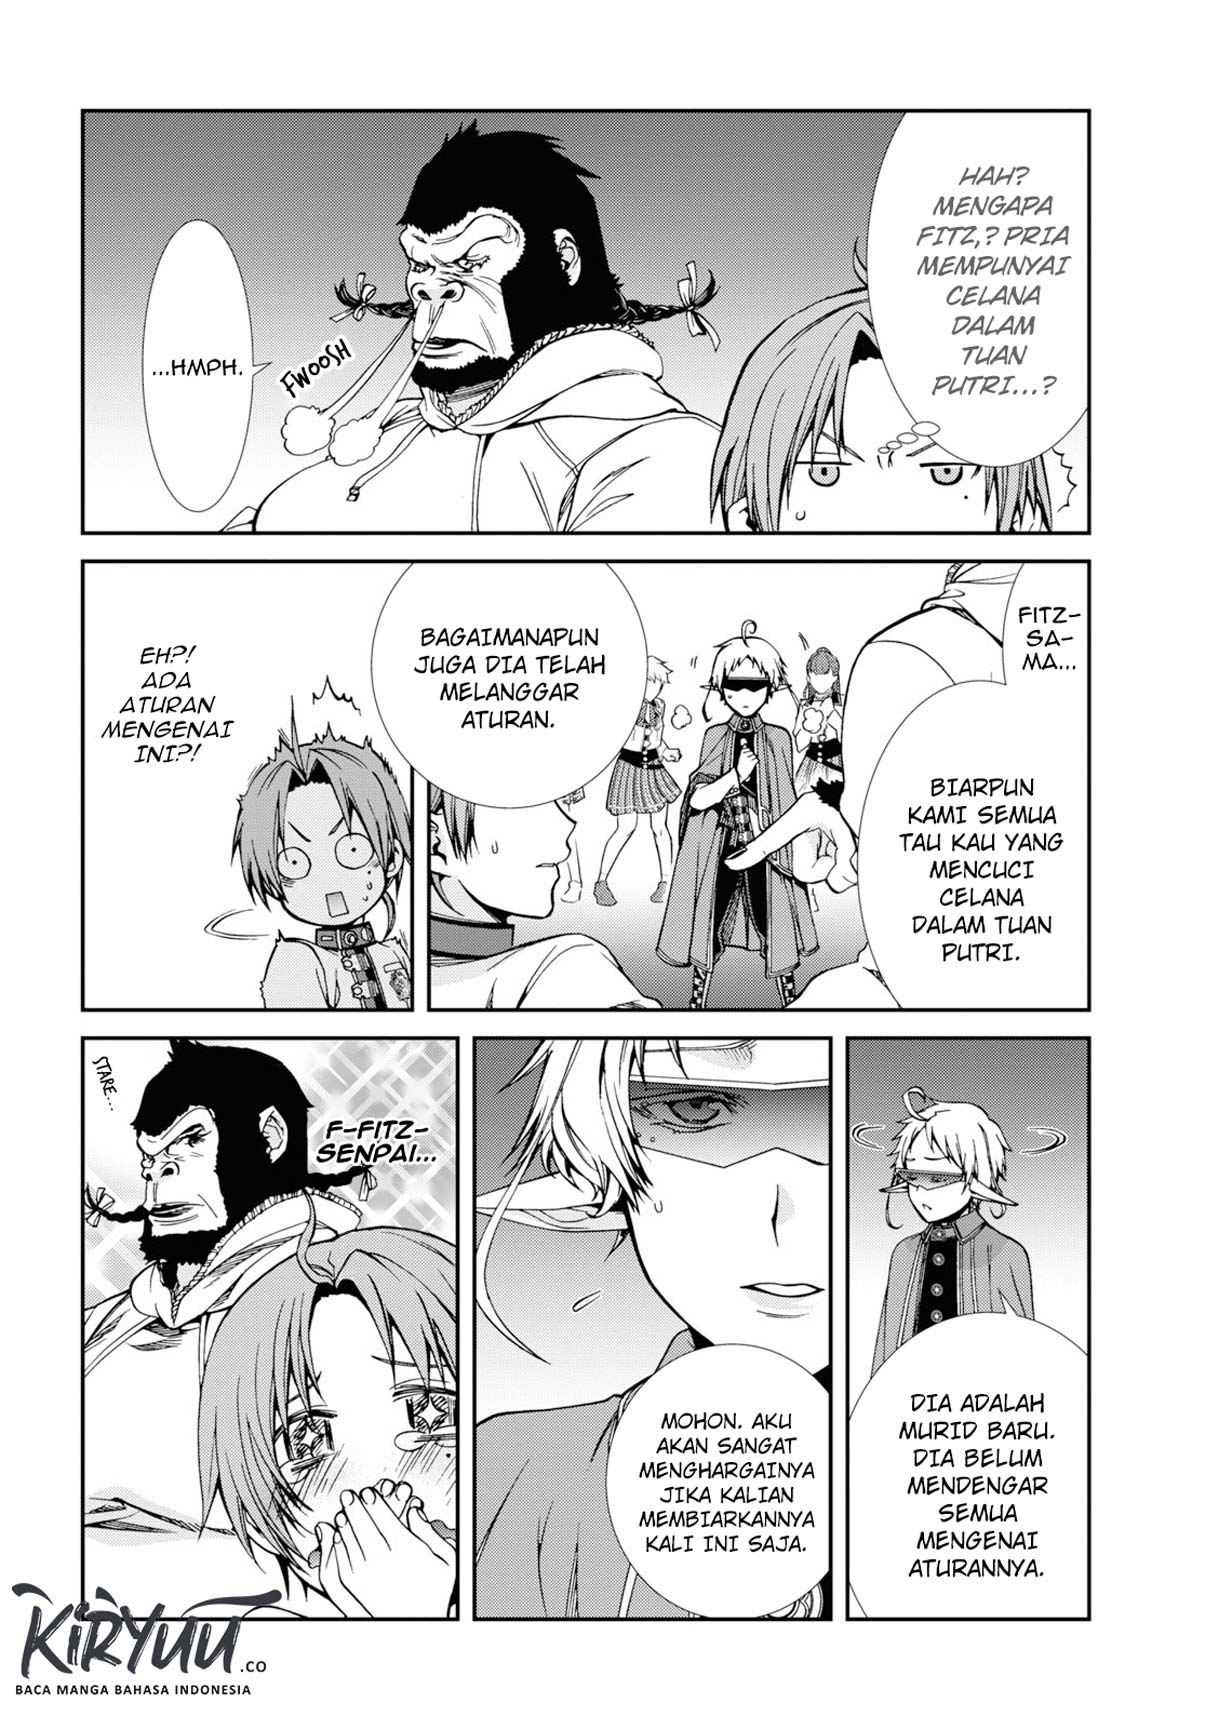 HAH?
MENGAPA
FITZ,? PRIA
MEMPUNYAI
CELANA
DALAM
TUAN
PUTRI...?
...HMPH.
FWOOSH
FITZ-
SA-
MA...
BIARPUN
KAMI SEMUA
TAU KAU YANG
MENCUCI
CELANA
DALAM TUAN
PUTRI.
BAGAIMANAPUN
JUGA DIA TELAH
MELANGGAR
ATURAN.
EH?!
ADA
ATURAN
MENGENAI
INI?!
DIA ADALAH
MURID BARU.
DIA BELUM
MENDENGAR
SEMUA
MENGENAI
ATURANNYA.
MOHON. AKU
AKAN SANGAT
MENGHARGAINYA
JIKA KALIAN
MEMBIARKANNYA
KALI INI SAJA.
F-FITZ-
SENPAI...
STARE...
KIRYUU.CO
BACA MANGA BAHASA INDONESIA